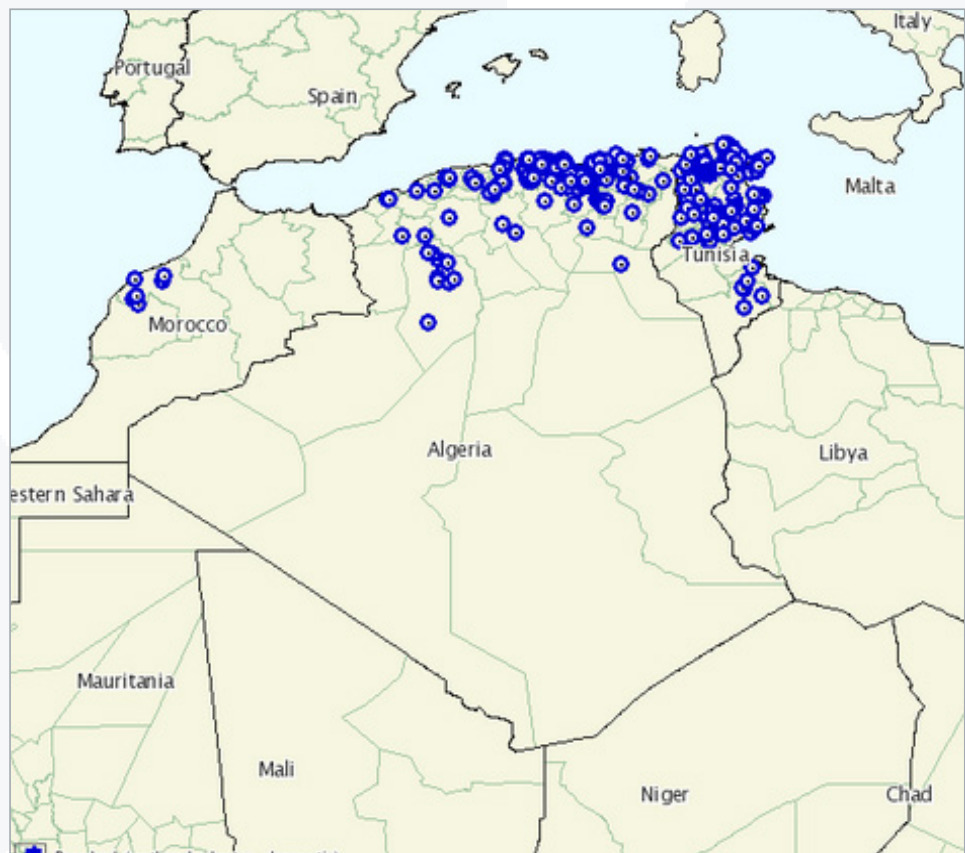 Italy
Portugal
Spain
Malta
Tunisia
Morocco
Algeria
Libya
estern Sahara
Mauritania
Mali
Niger
Chad